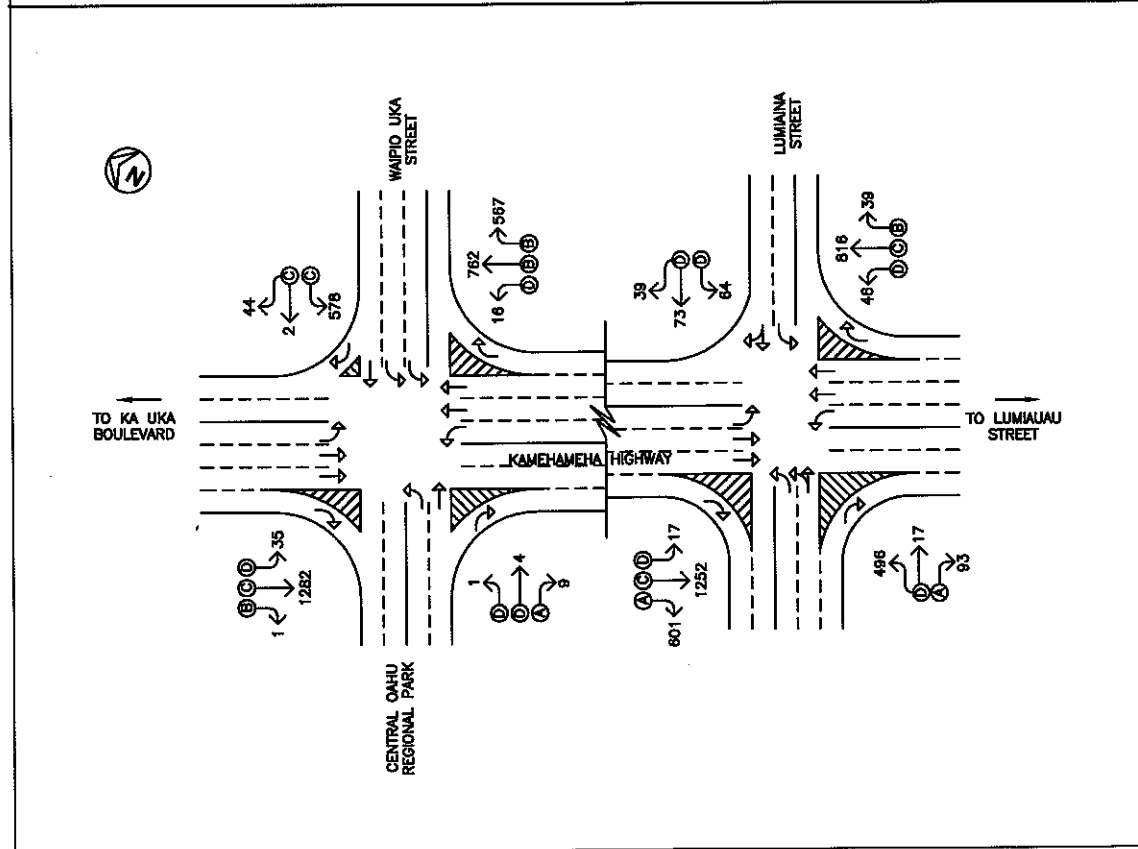 N
WAIPIO UKA
STREET
LUMIAINA
STREET
44
2
578
C
C
762
567
16
D
B
B
39
73
64
D
D
816
39
46
D
C
B
TO KA UKA
BOULEVARD
TO LUMIAUAU
STREET
KAMEHAMEHA HIGHWAY
B
C
D
35
1282
1
1
4
9
D
D
A
A
C
D
17
1252
601
496
17
93
D
A
CENTRAL OAHU
REGIONAL PARK